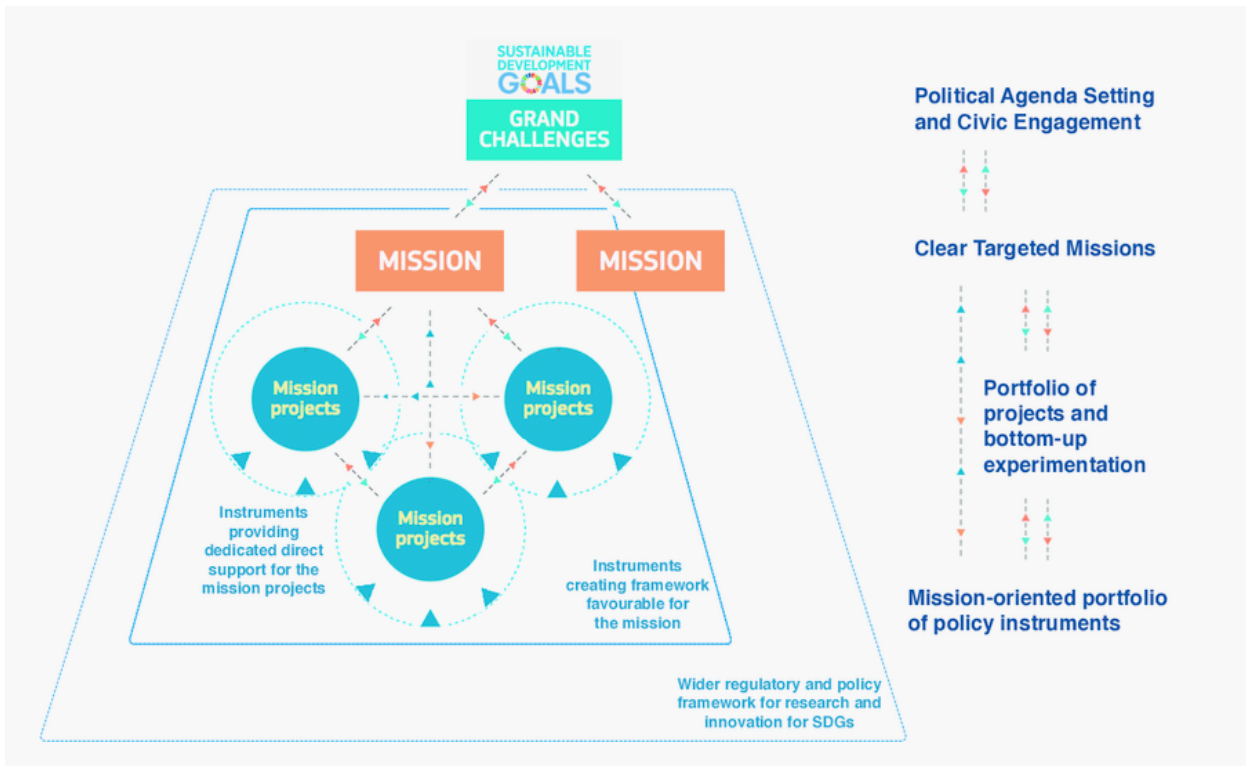 SUSTAINABLE
DEVELOPMENT
GOALS
GRAND
CHALLENGES
MISSION
MISSION
Mission
projects
Mission
projects
Mission
projects
Instruments
providing
dedicated direct
support for the
mission projects
Instruments
creating framework
favourable for
the mission
Wider regulatory and policy
framework for research and
innovation for SDGs
Political Agenda Setting
and Civic Engagement
Clear Targeted Missions
Portfolio of
projects and
bottom-up
experimentation
Mission-oriented portfolio
of policy instruments